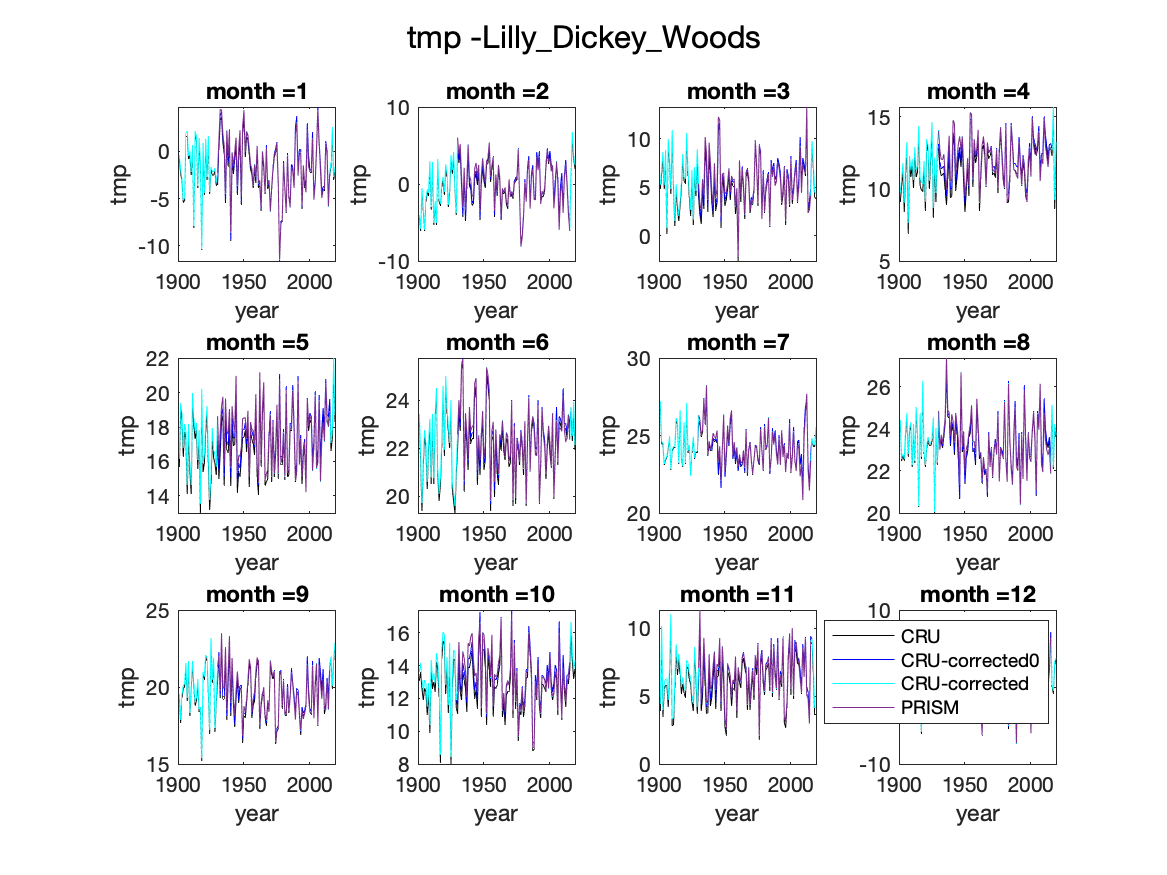 tmp -Lilly_Dickey_Woods
month =1
month =2
month =3
month =4
0
-5
-10
tmp
1900
1950
2000
year
10
0
-10
tmp
1900
1950
2000
year
10
5
0
tmp
1900
1950
2000
year
15
10
5
tmp
1900
1950
2000
year
month =5
month =6
month =7
month =8
22
20
18
16
14
tmp
1900
1950
2000
year
24
22
20
tmp
1900
1950
2000
year
30
25
20
tmp
1900
1950
2000
year
26
24
22
20
tmp
1900
1950
2000
year
month =9
month =10
month =11
month =12
25
20
15
tmp
1900
1950
2000
year
16
14
12
10
8
tmp
1900
1950
2000
year
10
5
0
tmp
1900
1950
2000
year
10
-10
1900
1950
2000
year
CRU
CRU-corrected0
CRU-corrected
PRISM